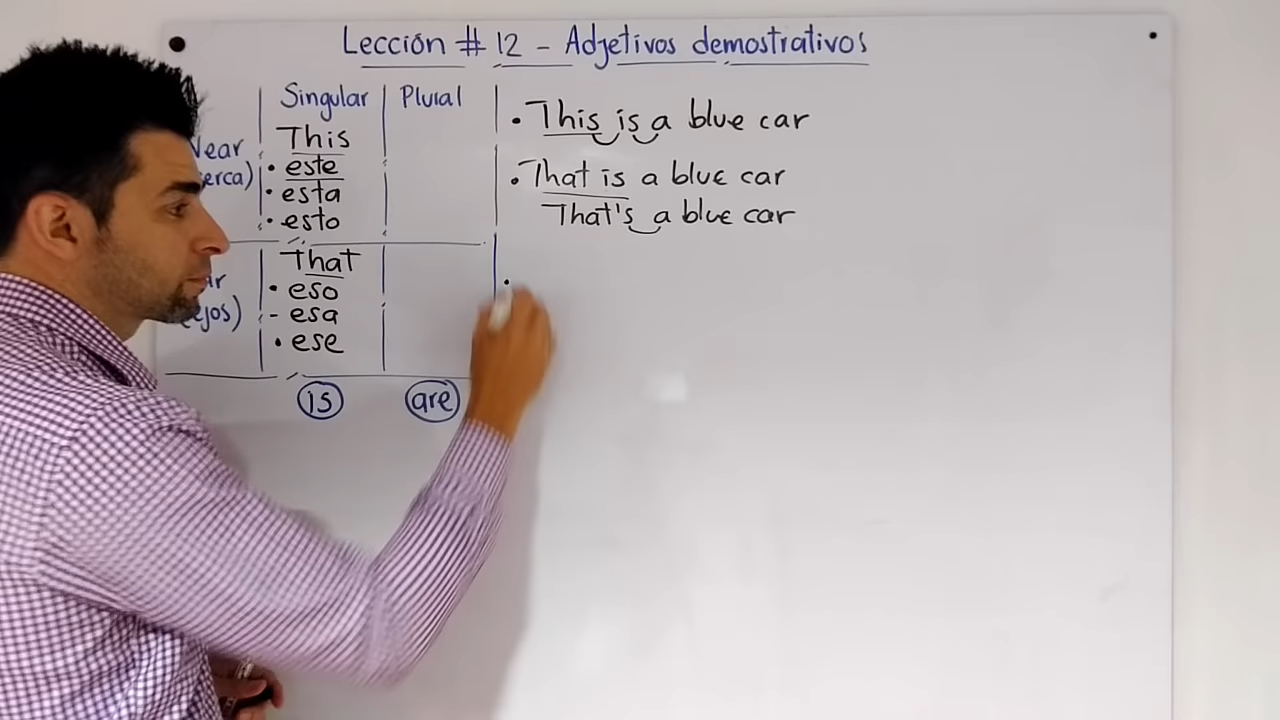 Lección # 12 - Adjetivos demostrativos
Singular Plural
This
• este
• esta
• esto
That
• eso
- esa
• ese
is are
• This is a blue car
• That is a blue car
That's a blue car